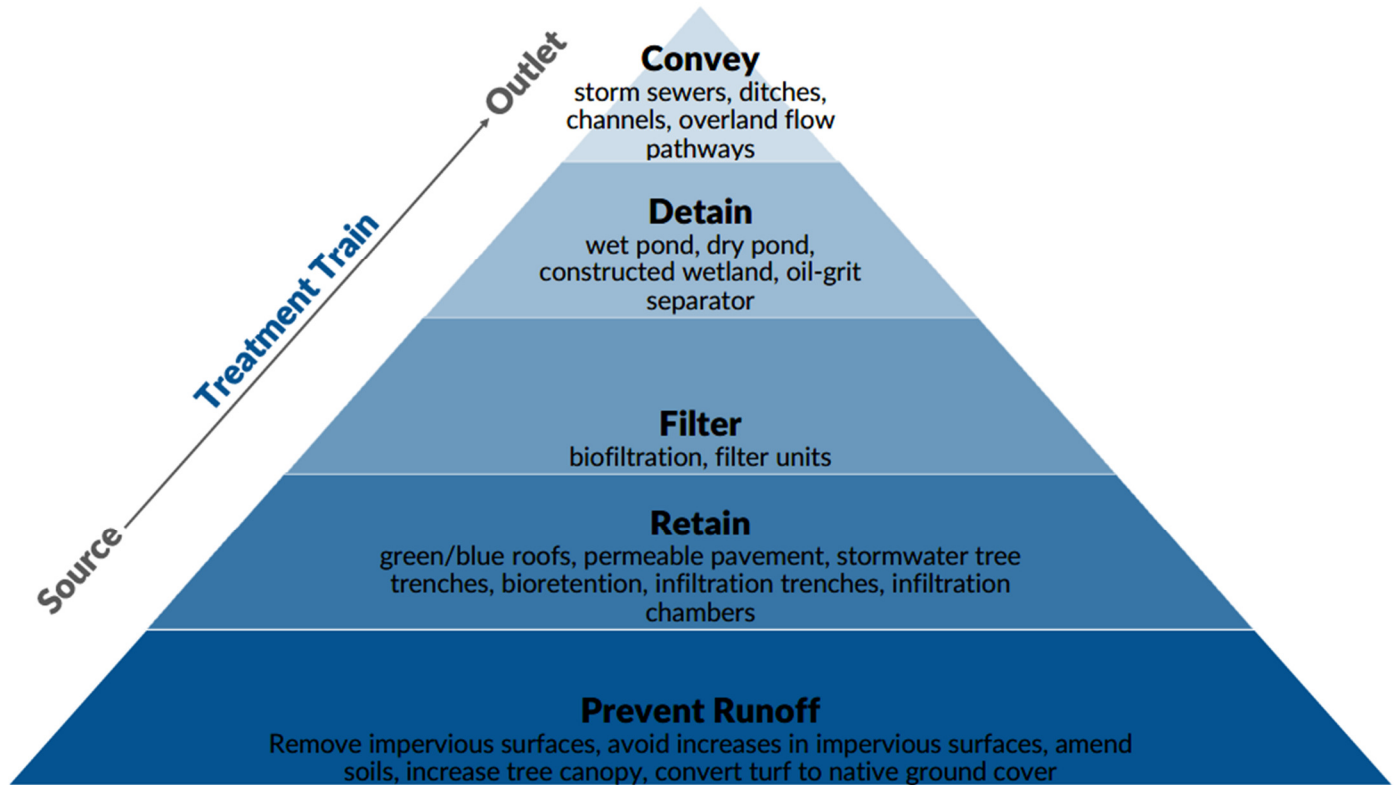 Outlet
Treatment Train
Source
Convey
storm sewers, ditches,
channels, overland flow
pathways
Detain
wet pond, dry pond,
constructed wetland, oil-grit
separator
Filter
biofiltration, filter units
Retain
green/blue roofs, permeable pavement, stormwater tree
trenches, bioretention, infiltration trenches, infiltration
chambers
Prevent Runoff
Remove impervious surfaces, avoid increases in impervious surfaces, amend
soils, increase tree canopy, convert turf to native ground cover